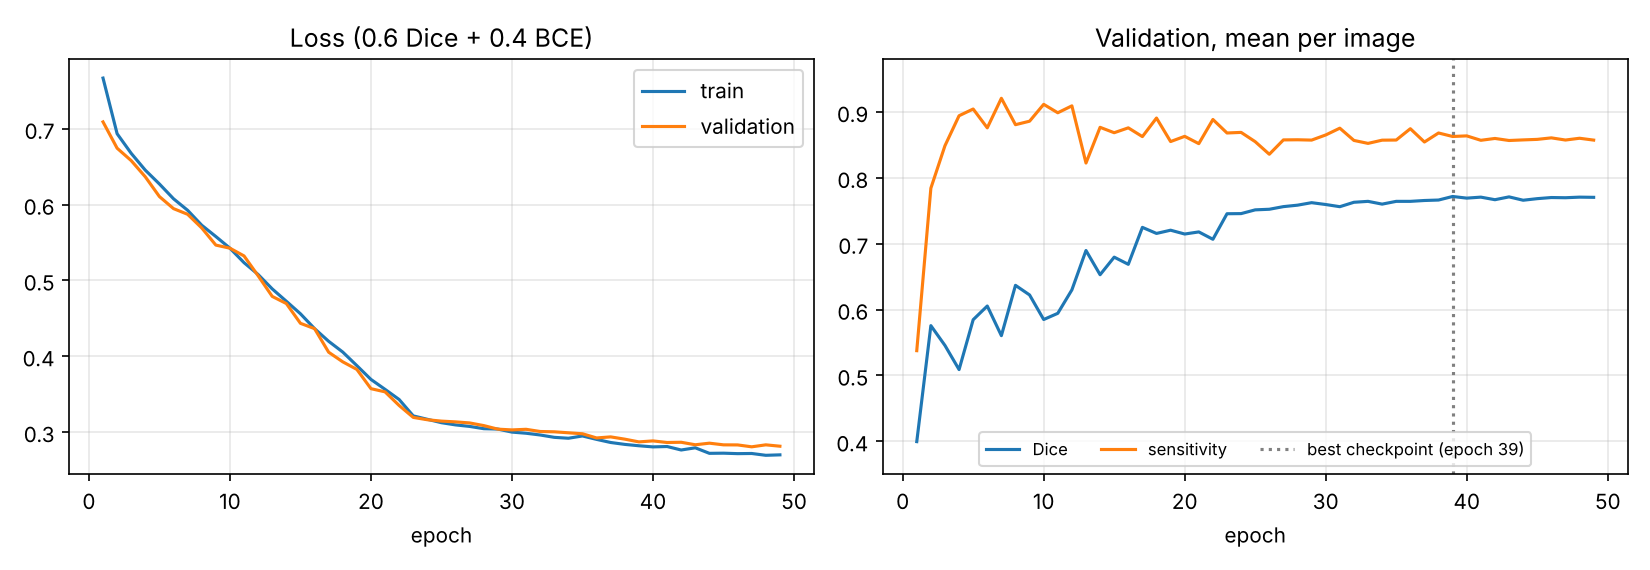 Loss (0.6 Dice + 0.4 BCE)
train
validation
0.7
0.6
0.5
0.4
0.3
0 10 20 30 40 50
epoch
Validation, mean per image
0.9
0.8
0.7
0.6
0.5
0.4
Dice sensitivity best checkpoint (epoch 39)
0 10 20 30 40 50
epoch